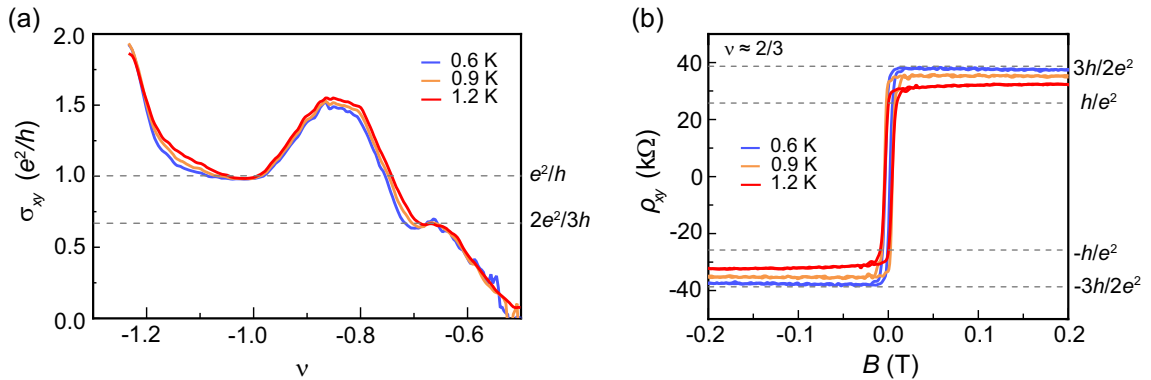 (a)
2.0
1.5
1.0
0.5
0.0
σxy (e²/h)
0.6 K
0.9 K
1.2 K
e²/h
2e²/3h
-1.2
-1.0
-0.8
-0.6
ν
(b)
ν ≈ 2/3
40
20
0
-20
-40
ρxy (kΩ)
0.6 K
0.9 K
1.2 K
3h/2e²
h/e²
-h/e²
-3h/2e²
-0.2
-0.1
0.0
0.1
0.2
B (T)